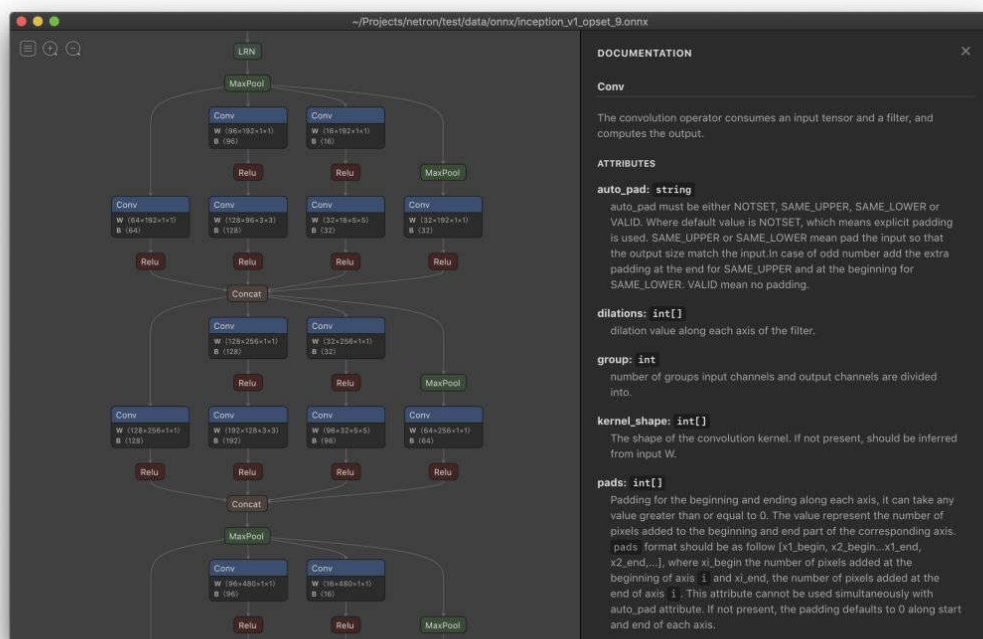 ~/Projects/netron/test/data/onnx/inception_v1_opset_9.onnx
LRN
MaxPool
Conv
W ⟨96×192×1×1⟩
B ⟨96⟩
Conv
W ⟨16×192×1×1⟩
B ⟨16⟩
Relu
Relu
MaxPool
Conv
W ⟨64×192×1×1⟩
B ⟨64⟩
Conv
W ⟨128×96×3×3⟩
B ⟨128⟩
Conv
W ⟨32×16×5×5⟩
B ⟨32⟩
Conv
W ⟨32×192×1×1⟩
B ⟨32⟩
Relu
Relu
Relu
Relu
Concat
Conv
W ⟨128×256×1×1⟩
B ⟨128⟩
Conv
W ⟨32×256×1×1⟩
B ⟨32⟩
Relu
Relu
MaxPool
Conv
W ⟨128×256×1×1⟩
B ⟨128⟩
Conv
W ⟨192×128×3×3⟩
B ⟨192⟩
Conv
W ⟨96×32×5×5⟩
B ⟨96⟩
Conv
W ⟨64×256×1×1⟩
B ⟨64⟩
Relu
Relu
Relu
Relu
Concat
MaxPool
Conv
W ⟨96×480×1×1⟩
B ⟨96⟩
Conv
W ⟨16×480×1×1⟩
B ⟨16⟩
Relu
Relu
MaxPool
DOCUMENTATION
Conv
The convolution operator consumes an input tensor and a filter, and
computes the output.
ATTRIBUTES
auto_pad: string
auto_pad must be either NOTSET, SAME_UPPER, SAME_LOWER or
VALID. Where default value is NOTSET, which means explicit padding
is used. SAME_UPPER or SAME_LOWER mean pad the input so that
the output size match the input.In case of odd number add the extra
padding at the end for SAME_UPPER and at the beginning for
SAME_LOWER. VALID mean no padding.
dilations: int[]
dilation value along each axis of the filter.
group: int
number of groups input channels and output channels are divided
into.
kernel_shape: int[]
The shape of the convolution kernel. If not present, should be inferred
from input W.
pads: int[]
Padding for the beginning and ending along each axis, it can take any
value greater than or equal to 0. The value represent the number of
pixels added to the beginning and end part of the corresponding axis.
pads format should be as follow [x1_begin, x2_begin...x1_end,
x2_end,...], where xi_begin the number of pixels added at the
beginning of axis i and xi_end, the number of pixels added at the
end of axis i. This attribute cannot be used simultaneously with
auto_pad attribute. If not present, the padding defaults to 0 along start
and end of each axis.